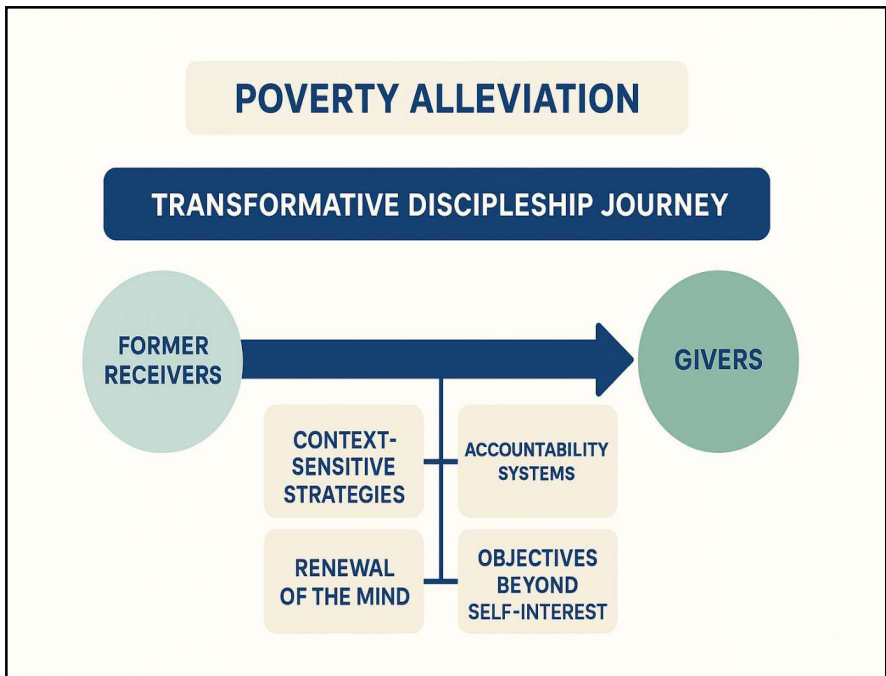 POVERTY ALLEVIATION
TRANSFORMATIVE DISCIPLESHIP JOURNEY
FORMER
RECEIVERS
GIVERS
CONTEXT-
SENSITIVE
STRATEGIES
ACCOUNTABILITY
SYSTEMS
RENEWAL
OF THE MIND
OBJECTIVES
BEYOND
SELF-INTEREST